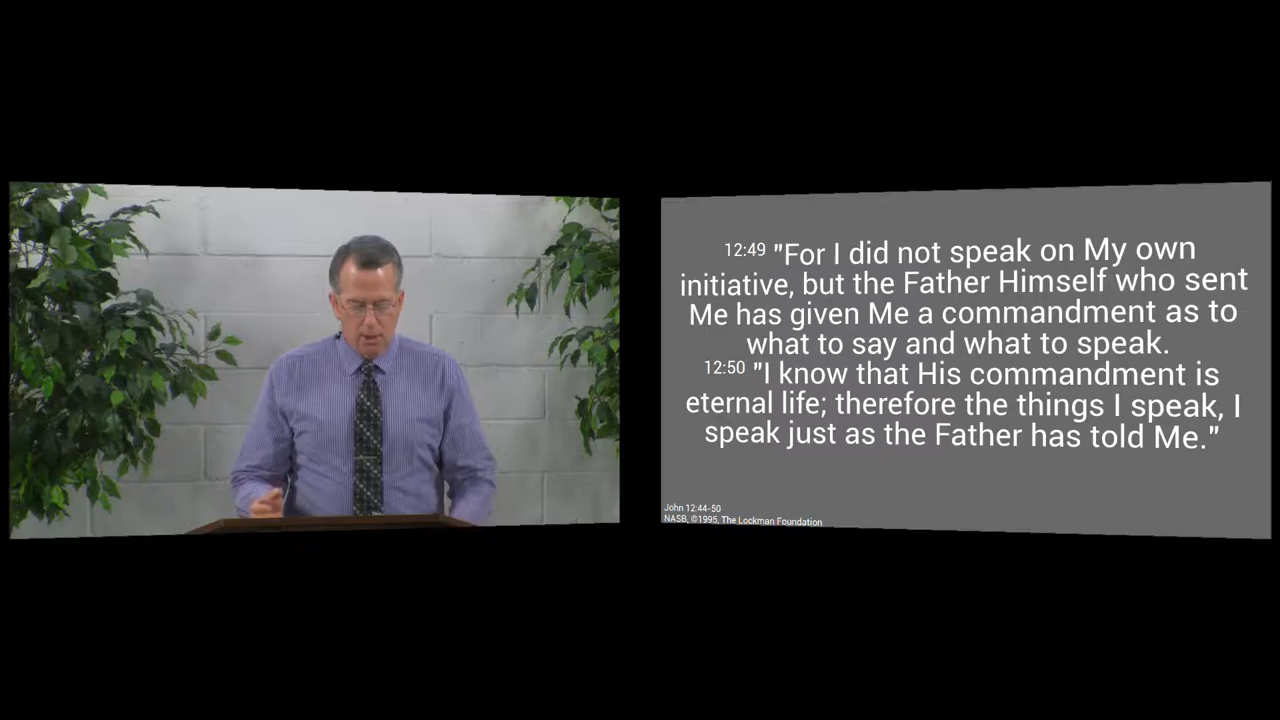 12:49 "For I did not speak on My own
initiative, but the Father Himself who sent
Me has given Me a commandment as to
what to say and what to speak.
12:50 "I know that His commandment is
eternal life; therefore the things I speak, I
speak just as the Father has told Me."
John 12:44-50
NASB, ©1995, The Lockman Foundation